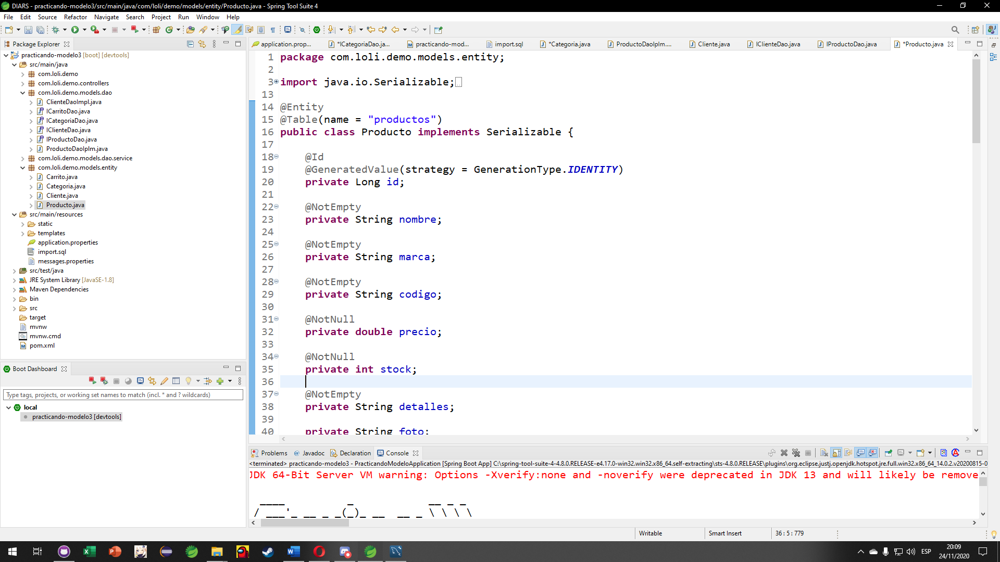 DIARS - practicando-modelo3/src/main/java/com/loli/demo/models/entity/Producto.java - Spring Tool Suite 4
File Edit Source Refactor Navigate Search Project Run Window Help
Package Explorer
practicando-modelo3 [boot] [devtools]
src/main/java
com.loli.demo
com.loli.demo.controllers
com.loli.demo.models.dao
ClienteDaoImpl.java
ICarritoDao.java
ICategoriaDao.java
IClienteDao.java
IProductoDao.java
ProductoDaoIplm.java
com.loli.demo.models.dao.service
com.loli.demo.models.entity
Carrito.java
Categoria.java
Cliente.java
Producto.java
src/main/resources
static
templates
application.properties
import.sql
messages.properties
src/test/java
JRE System Library [JavaSE-1.8]
Maven Dependencies
bin
src
target
mvnw
mvnw.cmd
pom.xml
Boot Dashboard
Type tags, projects, or working set names to match (incl. * and ? wildcards)
local
practicando-modelo3 [devtools]
application.prop... *ICategoriaDao.ja... practicando-mod... import.sql *Categoria.java ProductoDaoIplm.... Cliente.java IClienteDao.java IProductoDao.java *Producto.java
1 package com.loli.demo.models.entity;
2
3 import java.io.Serializable;
13
14 @Entity
15 @Table(name = "productos")
16 public class Producto implements Serializable {
17
18 @Id
19 @GeneratedValue(strategy = GenerationType.IDENTITY)
20 private Long id;
21
22 @NotEmpty
23 private String nombre;
24
25 @NotEmpty
26 private String marca;
27
28 @NotEmpty
29 private String codigo;
30
31 @NotNull
32 private double precio;
33
34 @NotNull
35 private int stock;
36
37 @NotEmpty
38 private String detalles;
39
40 private String foto;
Problems @ Javadoc Declaration Console
<terminated> practicando-modelo3 - PracticandoModeloApplication [Spring Boot App] C:\spring-tool-suite-4-4.8.0.RELEASE-e4.17.0-win32.win32.x86_64.self-extracting\sts-4.8.0.RELEASE\plugins\org.eclipse.justj.openjdk.hotspot.jre.full.win32.x86_64_14.0.2.v20200815-0
JDK 64-Bit Server VM warning: Options -Xverify:none and -noverify were deprecated in JDK 13 and will likely be remove
Writable Smart Insert 36 : 5 : 779
ESP
20:09
24/11/2020